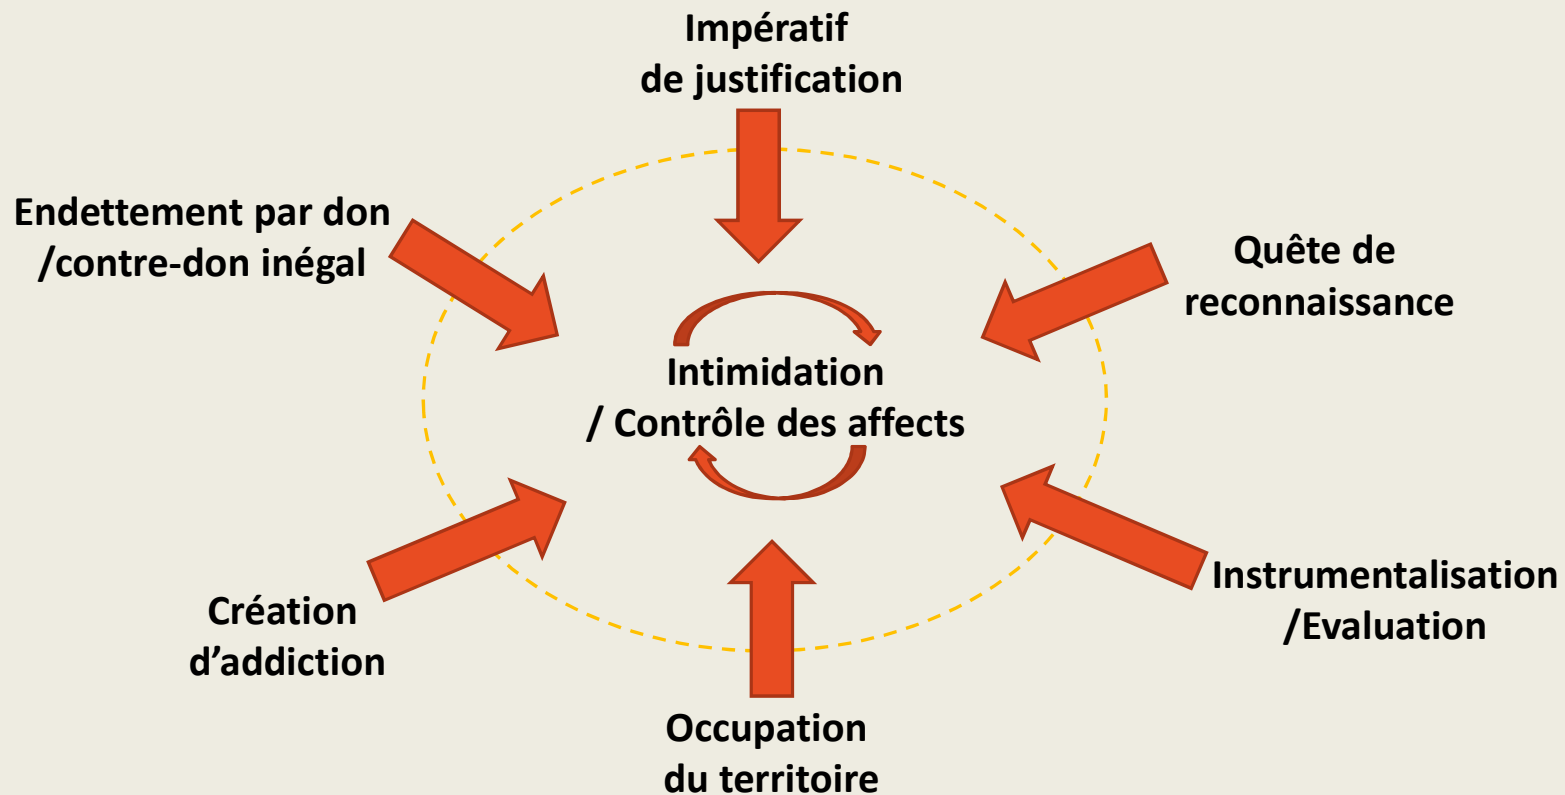 Impératif
de justification
Endettement par don
/contre-don inégal
Quête de
reconnaissance
Intimidation
/ Contrôle des affects
Création
d’addiction
Instrumentalisation
/Evaluation
Occupation
du territoire